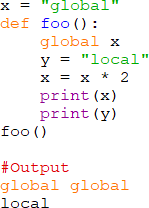 x = "global"
def foo():
    global x
    y = "local"
    x = x * 2
    print(x)
    print(y)
foo()

#Output
global global
local